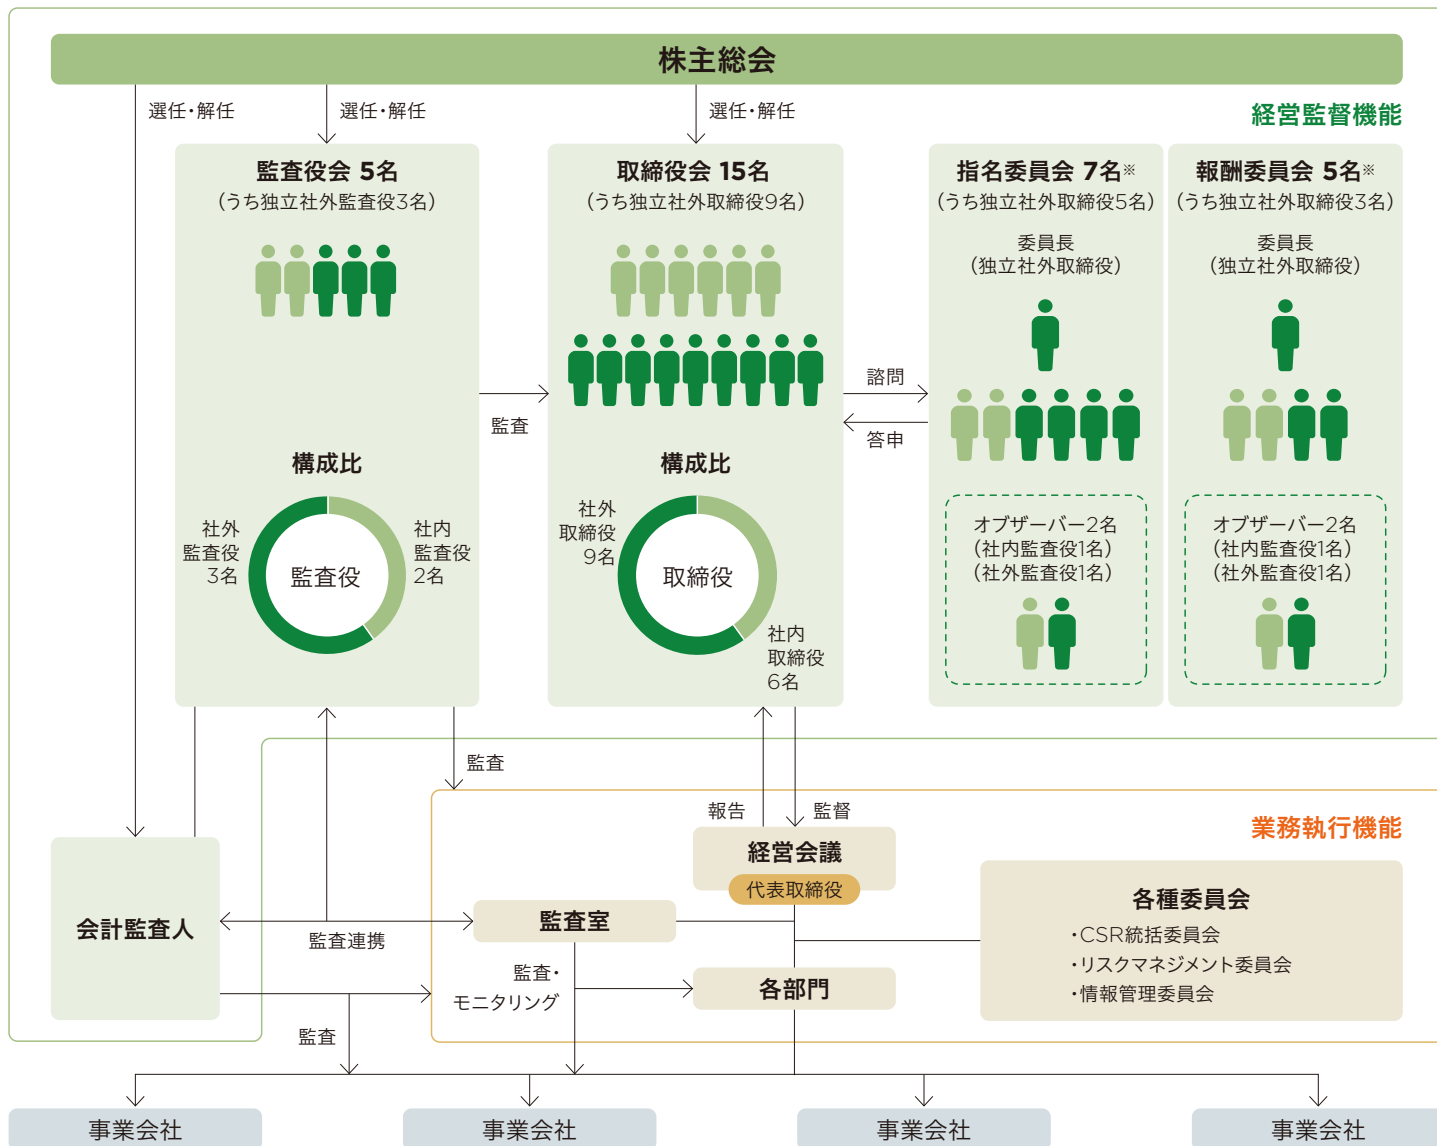 株主総会
選任・解任
選任・解任
選任・解任
経営監督機能
監査役会 5名
（うち独立社外監査役3名）
構成比
社外
監査役
3名
監査役
社内
監査役
2名
監査
取締役会 15名
（うち独立社外取締役9名）
構成比
社外
取締役
9名
取締役
社内
取締役
6名
諮問
答申
指名委員会 7名※
（うち独立社外取締役5名）
委員長
（独立社外取締役）
オブザーバー2名
（社内監査役1名）
（社外監査役1名）
報酬委員会 5名※
（うち独立社外取締役3名）
委員長
（独立社外取締役）
オブザーバー2名
（社内監査役1名）
（社外監査役1名）
監査
報告
監督
業務執行機能
経営会議
代表取締役
会計監査人
監査連携
監査室
監査・
モニタリング
各部門
各種委員会
・CSR統括委員会
・リスクマネジメント委員会
・情報管理委員会
監査
事業会社
事業会社
事業会社
事業会社